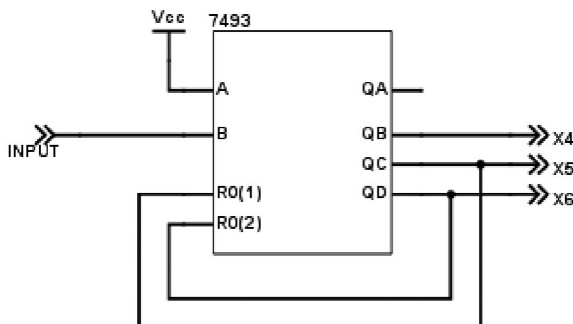 Vcc
7493
A
QA
INPUT
B
QB
X4
QC
X5
R0(1)
QD
X6
R0(2)